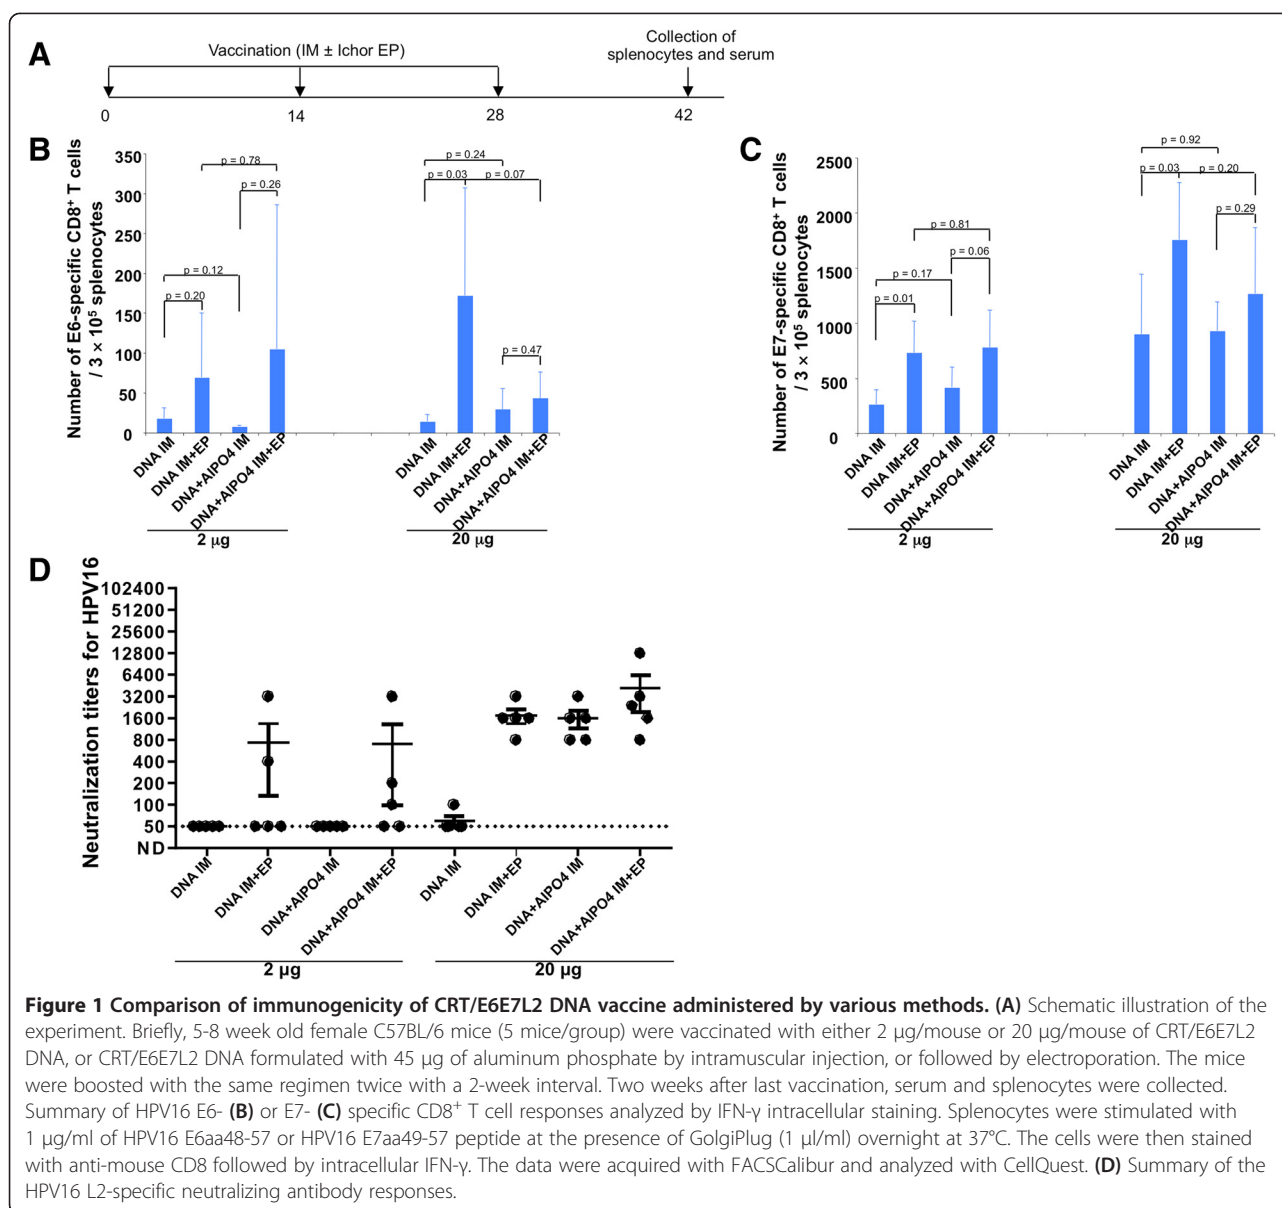 A
Vaccination (IM ± Ichor EP)
Collection of
splenocytes and serum
0
14
28
42
B
Number of E6-specific CD8⁺ T cells
/ 3 × 10⁵ splenocytes
350
300
250
200
150
100
50
0
p = 0.78
p = 0.26
p = 0.12
p = 0.20
p = 0.24
p = 0.03
p = 0.07
p = 0.47
DNA IM
DNA IM+EP
DNA+AlPO4 IM
DNA+AlPO4 IM+EP
2 µg
DNA IM
DNA IM+EP
DNA+AlPO4 IM
DNA+AlPO4 IM+EP
20 µg
C
Number of E7-specific CD8⁺ T cells
/ 3 × 10⁵ splenocytes
2500
2000
1500
1000
500
0
p = 0.81
p = 0.06
p = 0.17
p = 0.01
p = 0.92
p = 0.03
p = 0.20
p = 0.29
DNA IM
DNA IM+EP
DNA+AlPO4 IM
DNA+AlPO4 IM+EP
2 µg
DNA IM
DNA IM+EP
DNA+AlPO4 IM
DNA+AlPO4 IM+EP
20 µg
D
Neutralization titers for HPV16
102400
51200
25600
12800
6400
3200
1600
800
400
200
100
50
ND
DNA IM
DNA IM+EP
DNA+AlPO4 IM
DNA+AlPO4 IM+EP
2 µg
DNA IM
DNA IM+EP
DNA+AlPO4 IM
DNA+AlPO4 IM+EP
20 µg
Figure 1 Comparison of immunogenicity of CRT/E6E7L2 DNA vaccine administered by various methods. (A) Schematic illustration of the
experiment. Briefly, 5-8 week old female C57BL/6 mice (5 mice/group) were vaccinated with either 2 µg/mouse or 20 µg/mouse of CRT/E6E7L2
DNA, or CRT/E6E7L2 DNA formulated with 45 µg of aluminum phosphate by intramuscular injection, or followed by electroporation. The mice
were boosted with the same regimen twice with a 2-week interval. Two weeks after last vaccination, serum and splenocytes were collected.
Summary of HPV16 E6- (B) or E7- (C) specific CD8⁺ T cell responses analyzed by IFN-γ intracellular staining. Splenocytes were stimulated with
1 µg/ml of HPV16 E6aa48-57 or HPV16 E7aa49-57 peptide at the presence of GolgiPlug (1 µl/ml) overnight at 37°C. The cells were then stained
with anti-mouse CD8 followed by intracellular IFN-γ. The data were acquired with FACSCalibur and analyzed with CellQuest. (D) Summary of the
HPV16 L2-specific neutralizing antibody responses.